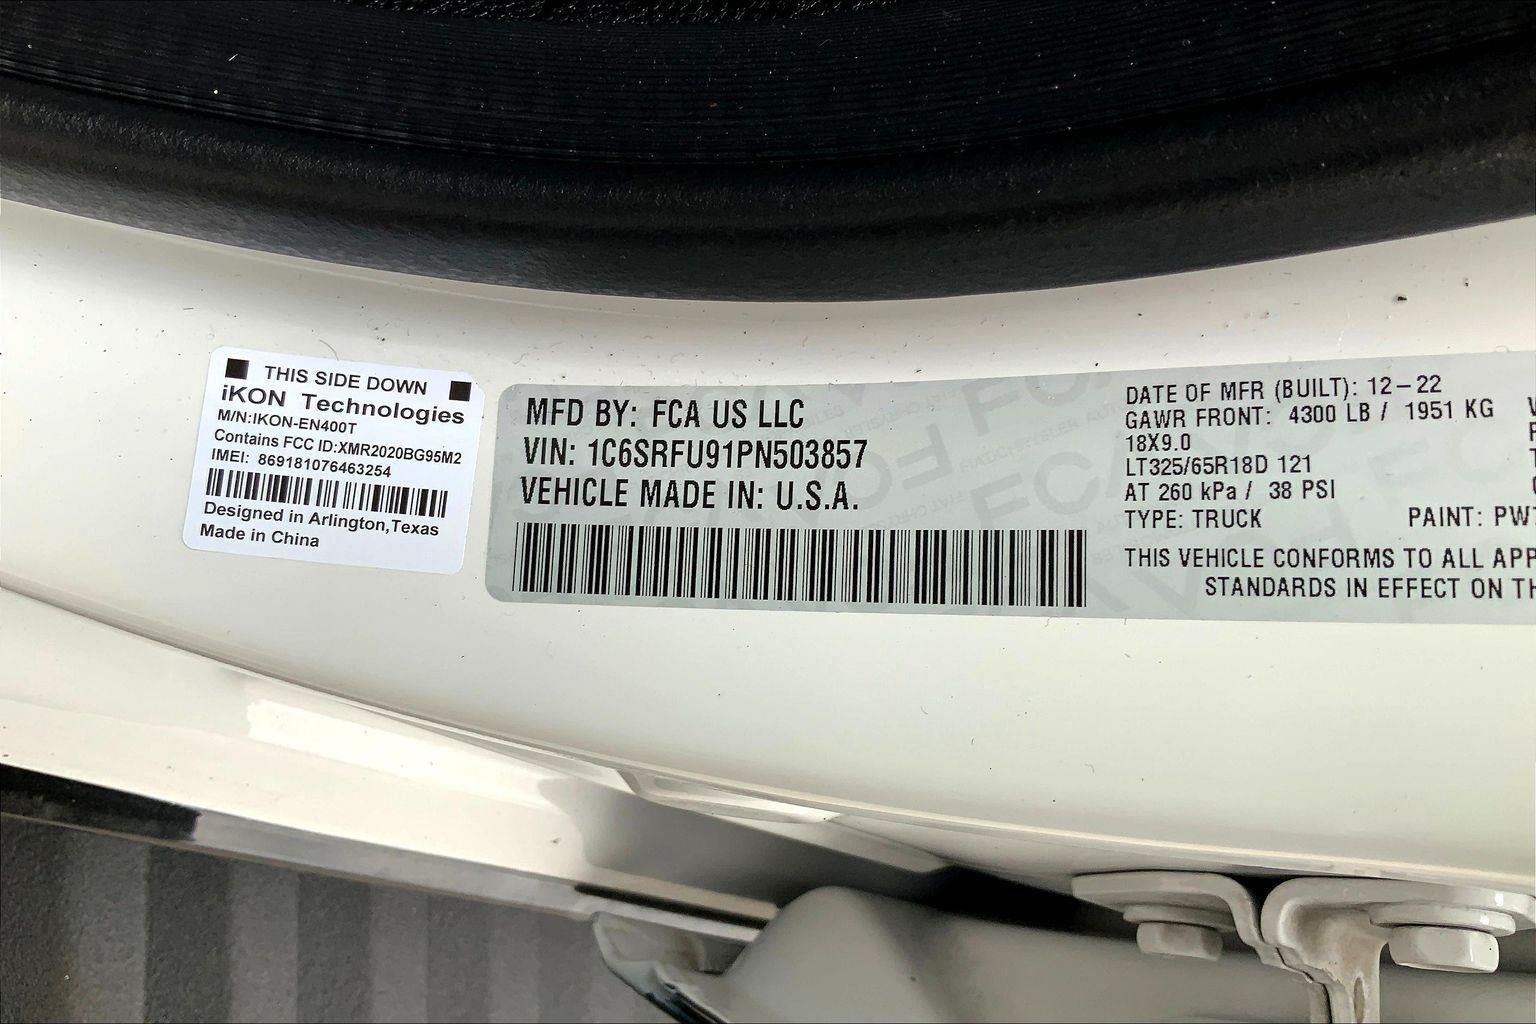 THIS SIDE DOWN
iKON Technologies
M/N:IKON-EN400T
Contains FCC ID:XMR2020BG95M2
IMEI: 869181076463254
Designed in Arlington,Texas
Made in China
MFD BY: FCA US LLC
VIN: 1C6SRFU91PN503857
VEHICLE MADE IN: U.S.A.
DATE OF MFR (BUILT): 12-22
GAWR FRONT: 4300 LB / 1951 KG
18X9.0
LT325/65R18D 121
AT 260 kPa / 38 PSI
TYPE: TRUCK PAINT: PW7
THIS VEHICLE CONFORMS TO ALL APP
STANDARDS IN EFFECT ON TH